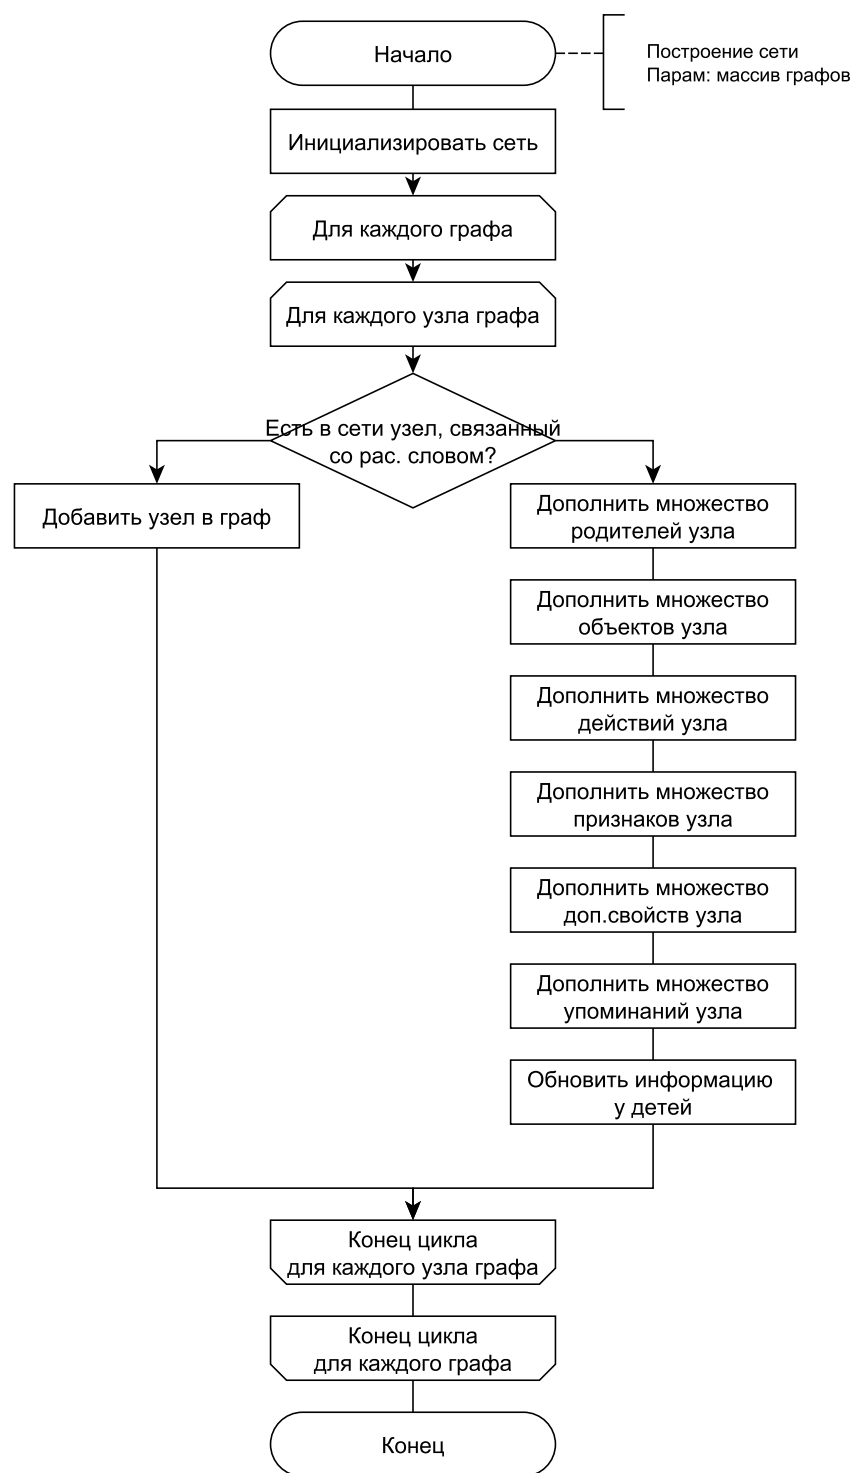 Начало
Построение сети
Парам: массив графов
Инициализировать сеть
Для каждого графа
Для каждого узла графа
Есть в сети узел, связанный
со рас. словом?
Добавить узел в граф
Дополнить множество
родителей узла
Дополнить множество
объектов узла
Дополнить множество
действий узла
Дополнить множество
признаков узла
Дополнить множество
доп.свойств узла
Дополнить множество
упоминаний узла
Обновить информацию
у детей
Конец цикла
для каждого узла графа
Конец цикла
для каждого графа
Конец